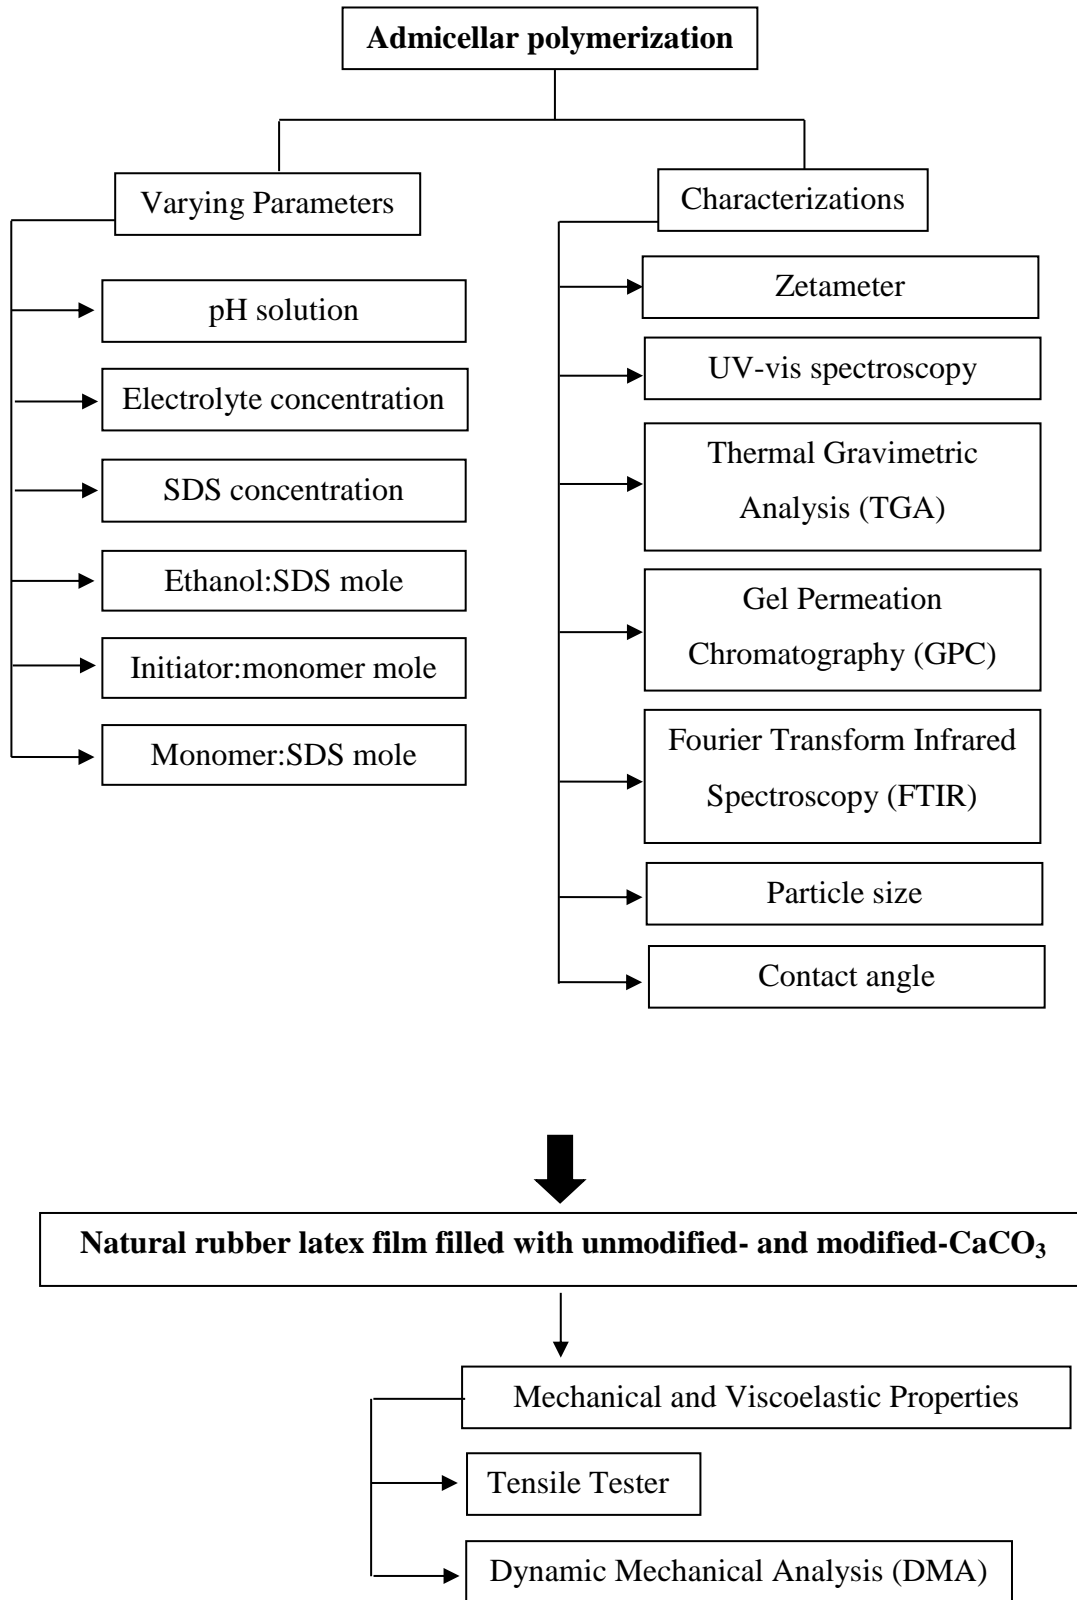 Admicellar polymerization
Varying Parameters
pH solution
Electrolyte concentration
SDS concentration
Ethanol:SDS mole
Initiator:monomer mole
Monomer:SDS mole
Characterizations
Zetameter
UV-vis spectroscopy
Thermal Gravimetric
Analysis (TGA)
Gel Permeation
Chromatography (GPC)
Fourier Transform Infrared
Spectroscopy (FTIR)
Particle size
Contact angle
Natural rubber latex film filled with unmodified- and modified-CaCO₃
Mechanical and Viscoelastic Properties
Tensile Tester
Dynamic Mechanical Analysis (DMA)